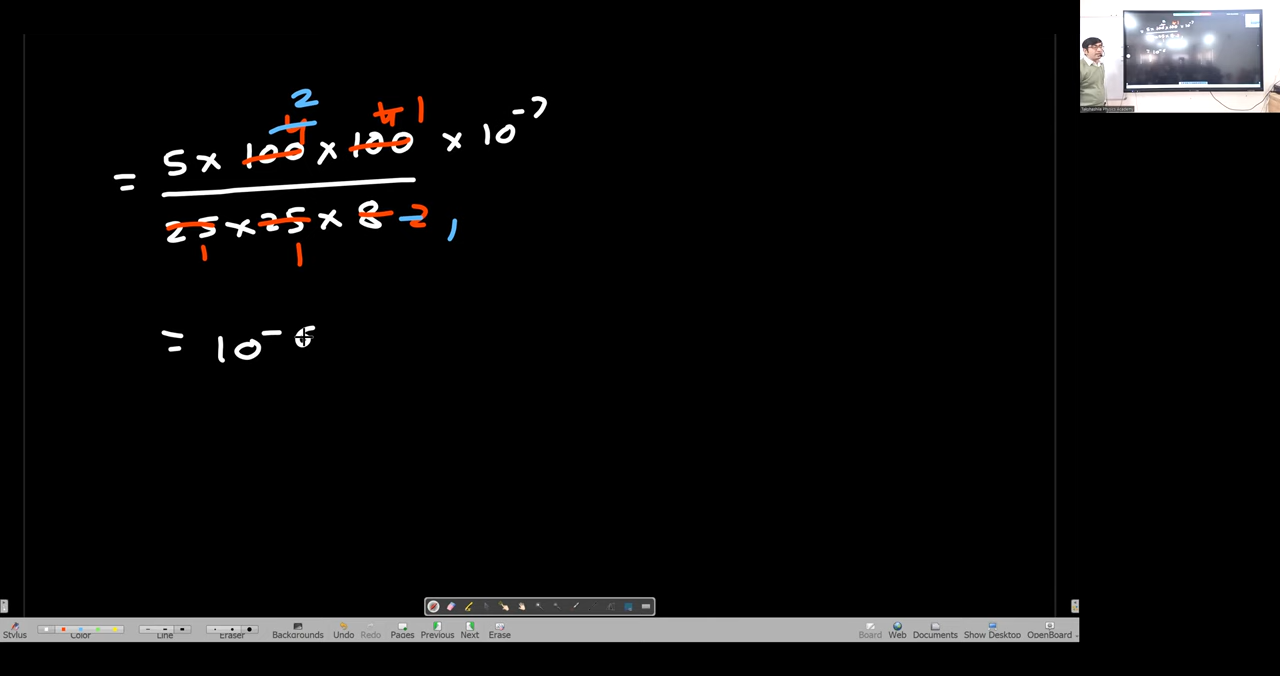 2
4 4 1
= 5 × 100 × 100 × 10⁻⁷
25 × 25 × 8 2 1
1 1
= 10⁻
Stylus Color Line Eraser Backgrounds Undo Redo Pages Previous Next Erase Board Web Documents Show Desktop OpenBoard